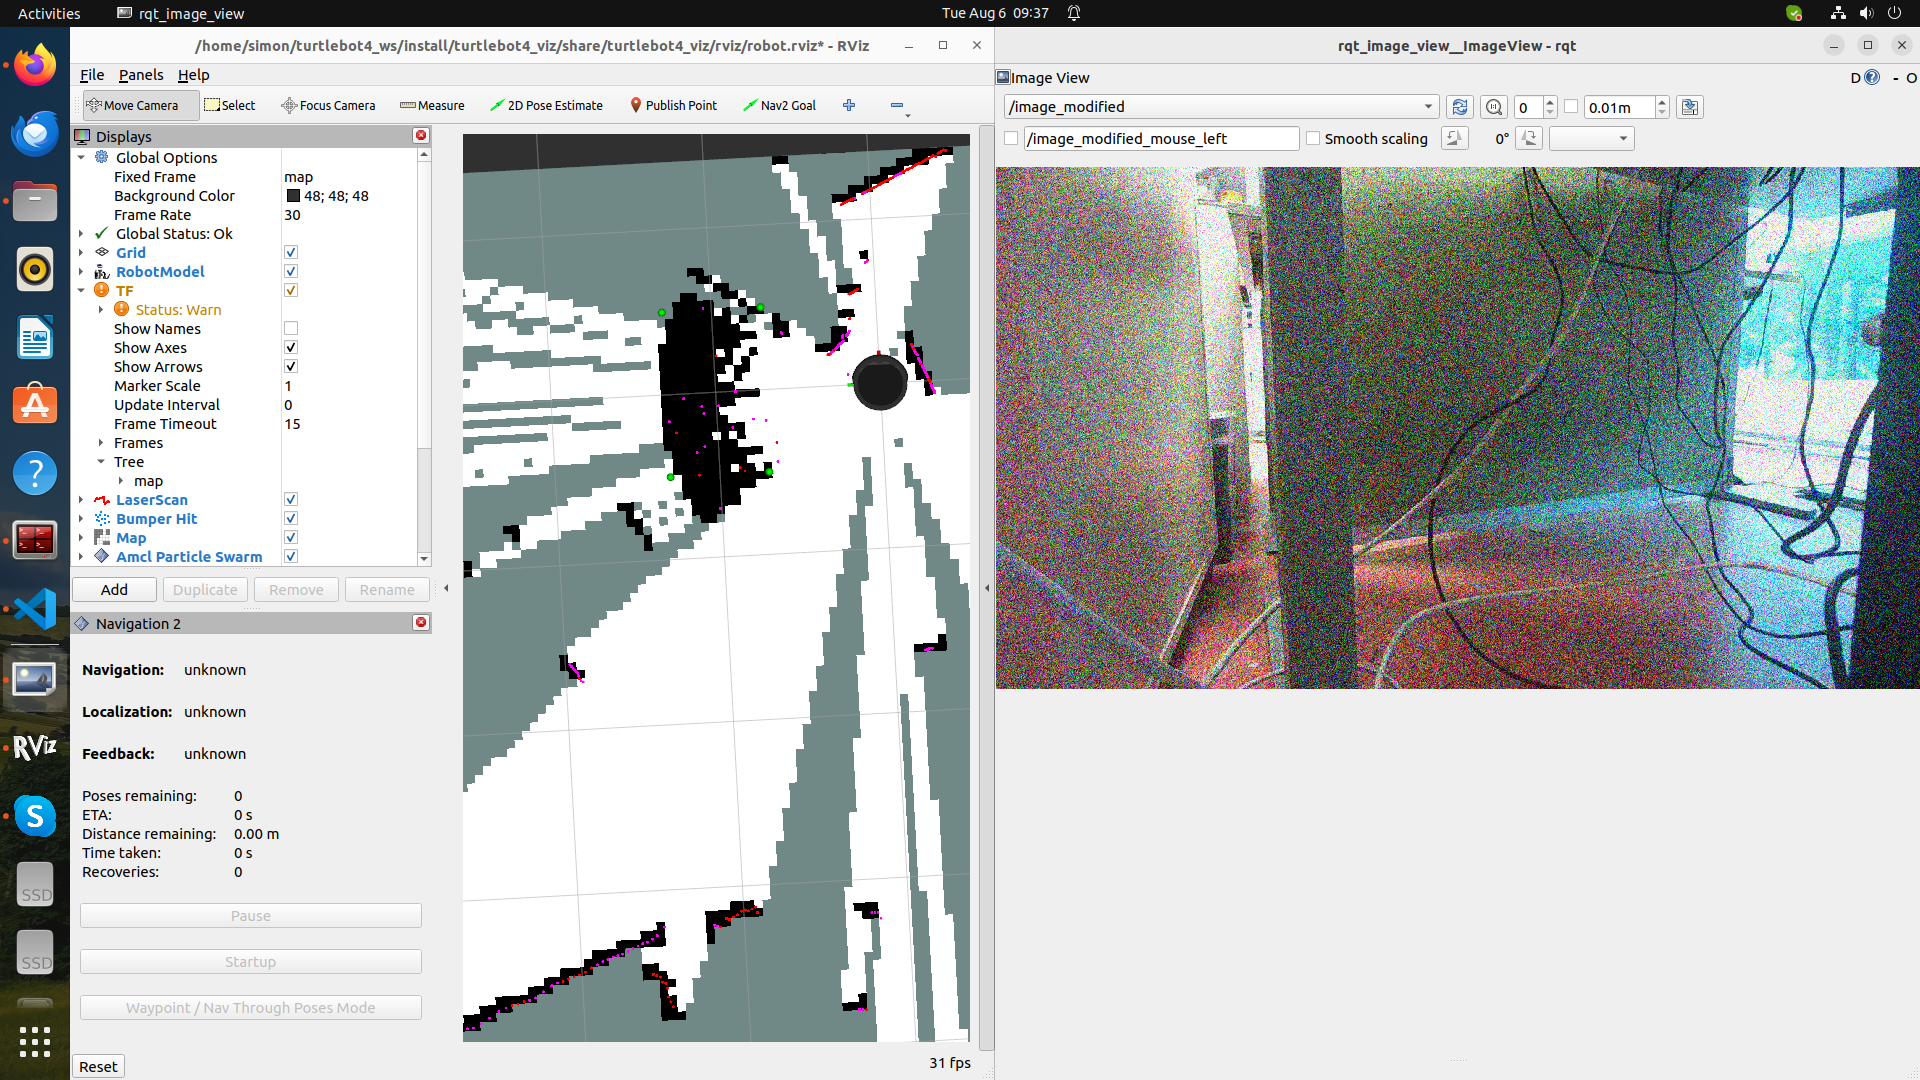 Activities
rqt_image_view
Tue Aug 6 09:37
/home/simon/turtlebot4_ws/install/turtlebot4_viz/share/turtlebot4_viz/rviz/robot.rviz* - RViz
File Panels Help
Move Camera Select Focus Camera Measure 2D Pose Estimate Publish Point Nav2 Goal
Displays
Global Options
Fixed Frame map
Background Color 48; 48; 48
Frame Rate 30
Global Status: Ok
Grid
RobotModel
TF
Status: Warn
Show Names
Show Axes
Show Arrows
Marker Scale 1
Update Interval 0
Frame Timeout 15
Frames
Tree
map
LaserScan
Bumper Hit
Map
Amcl Particle Swarm
Add Duplicate Remove Rename
Navigation 2
Navigation: unknown
Localization: unknown
Feedback: unknown
Poses remaining: 0
ETA: 0 s
Distance remaining: 0.00 m
Time taken: 0 s
Recoveries: 0
Pause
Startup
Waypoint / Nav Through Poses Mode
Reset
31 fps
rqt_image_view__ImageView - rqt
Image View
D ? - O
/image_modified
0
0.01m
/image_modified_mouse_left
Smooth scaling
0°
RViz
S
SSD
SSD